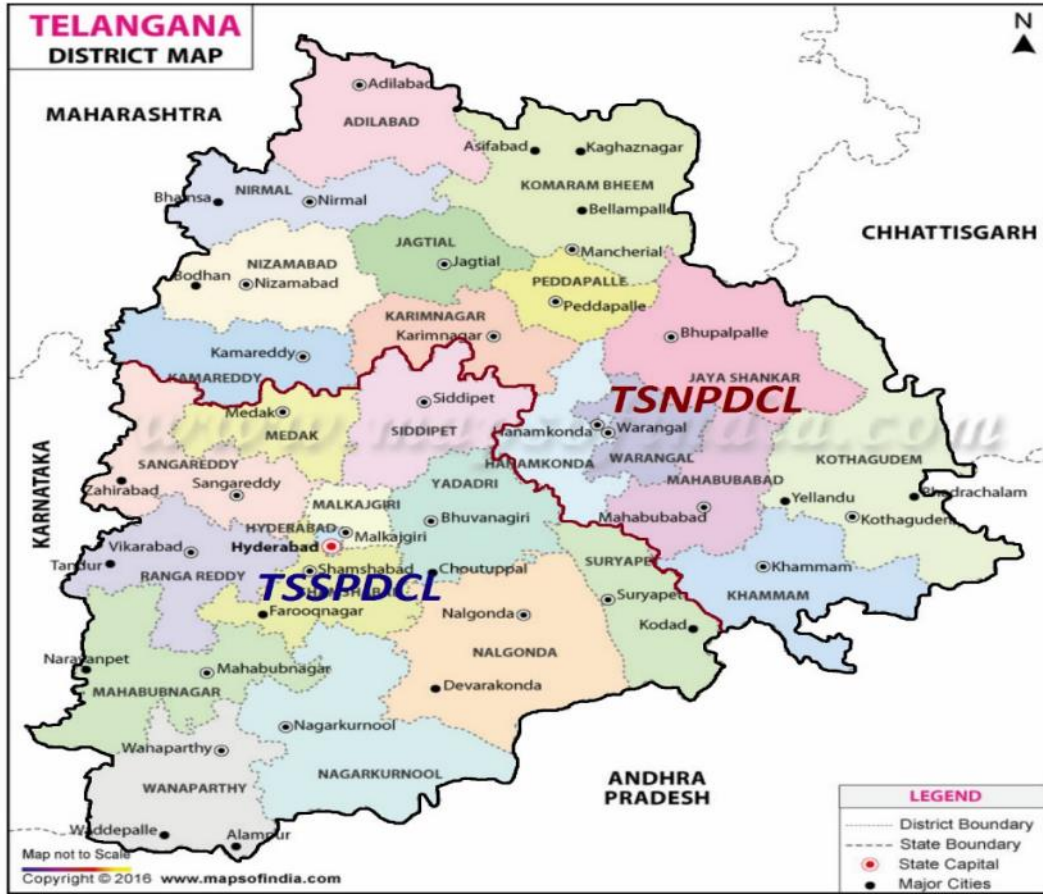 TELANGANA
DISTRICT MAP
N
MAHARASHTRA
Adilabad
ADILABAD
Asifabad
Kaghaznagar
KOMARAM BHEEM
NIRMAL
Nirmal
Bhainsa
Bellampalle
CHHATTISGARH
JAGTIAL
Mancherial
Jagtial
NIZAMABAD
Bodhan
Nizamabad
PEDDAPALLE
Peddapalle
KARIMNAGAR
Karimnagar
Bhupalpalle
Kamareddy
KAMAREDDY
JAYA SHANKAR
Siddipet
TSNPDCL
Medak
SIDDIPET
Hanamkonda
Warangal
MEDAK
KARNATAKA
SANGAREDDY
HANAMKONDA
WARANGAL
KOTHAGUDEM
Zahirabad
Sangareddy
YADADRI
MAHABUBABAD
MALKAJGIRI
Yellandu
Bhadrachalam
Bhuvanagiri
Mahabubabad
Kothagudem
HYDERABAD
Malkajgiri
Hyderabad
Vikarabad
SURYAPET
Tandur
Shamshabad
Choutuppal
Khammam
RANGA REDDY
TSSPDCL
KHAMMAM
Suryapet
Farooqnagar
Nalgonda
Kodad
NALGONDA
Narayanpet
Mahabubnagar
MAHABUBNAGAR
Devarakonda
Nagarkurnool
Wanaparthy
NAGARKURNOOL
ANDHRA
PRADESH
WANAPARTHY
LEGEND
District Boundary
State Boundary
State Capital
Major Cities
Waddepalle
Alampur
Map not to Scale
Copyright © 2016 www.mapsofindia.com